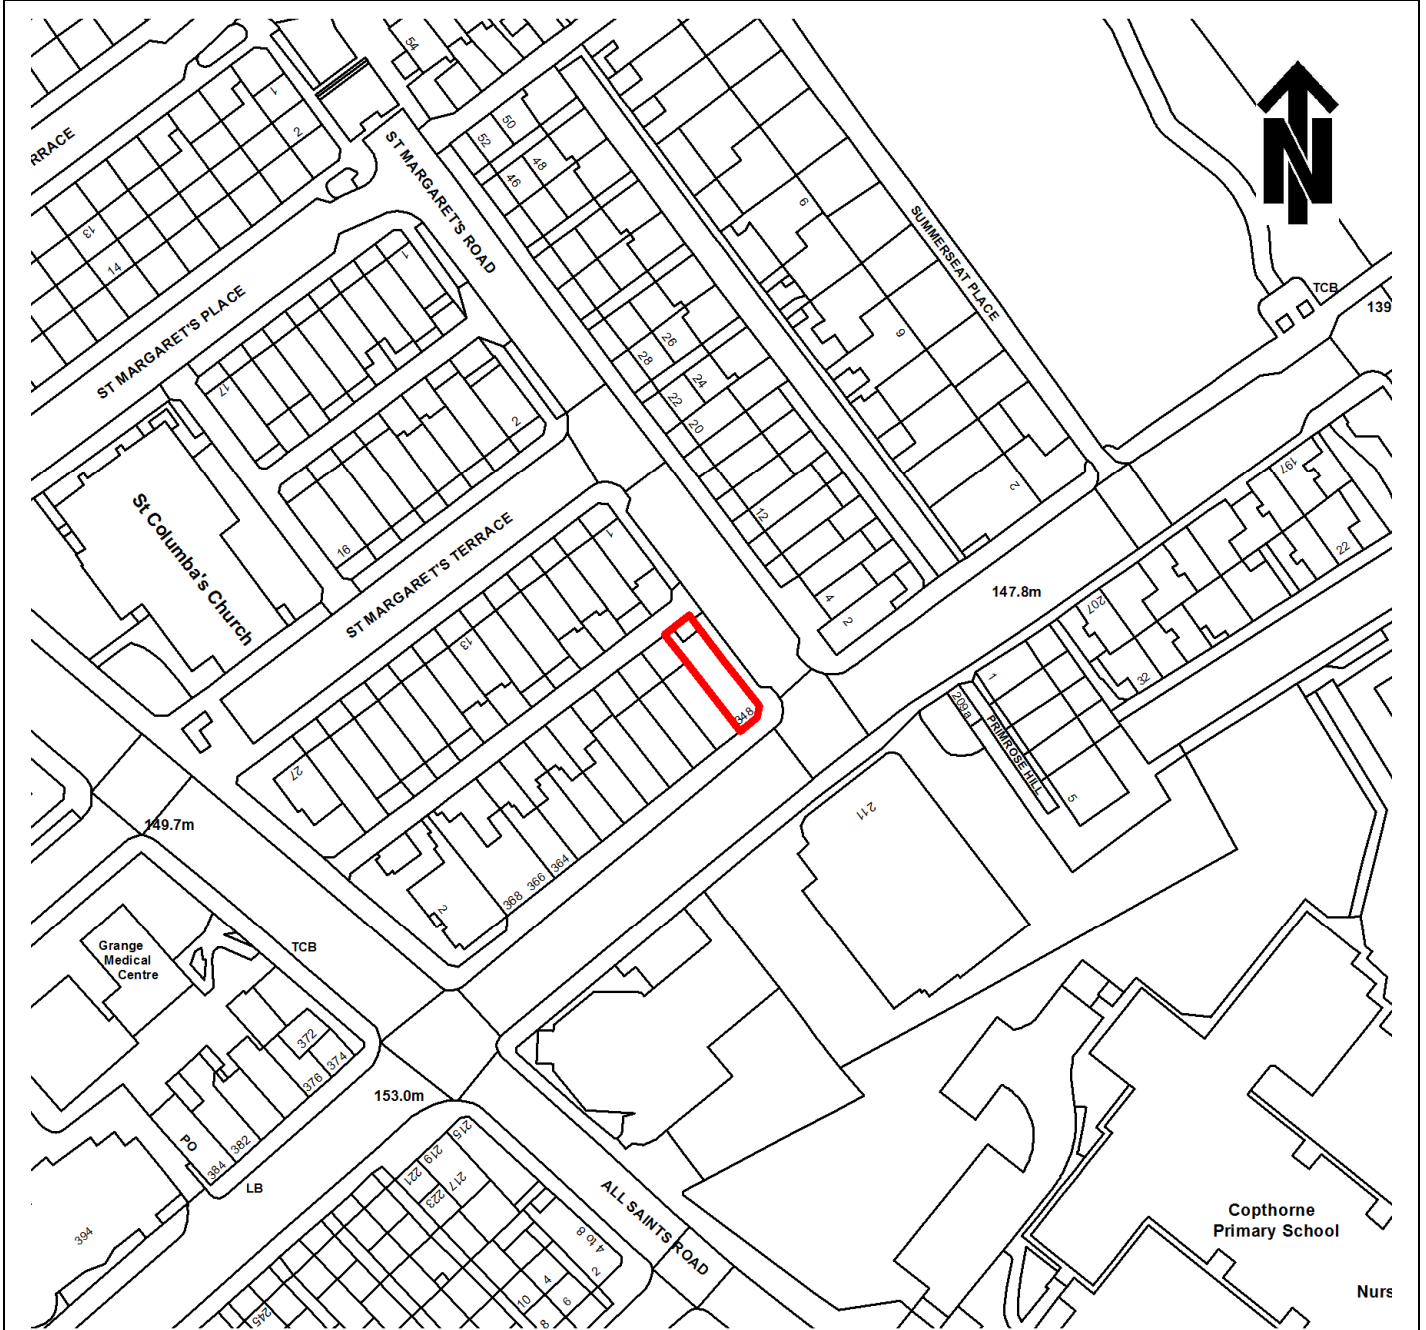 54
1
2
RRACE
13
14
ST MARGARET'S ROAD
52
50
48
46
6
SUMMERSEAT PLACE
N
TCB
139
ST MARGARET'S PLACE
1
17
2
16
26
28
24
22
20
9
2
12
4
2
St Columba's Church
ST MARGARET'S TERRACE
1
13
27
147.8m
197
22
207
32
1
209a
PRIMROSE HILL
5
348
211
149.7m
364
366
368
2
Grange
Medical
Centre
TCB
372
374
376
PO
382
384
LB
394
153.0m
215
219
221
217
223
4 to 8
2
4
6
10
8
245
ALL SAINTS ROAD
Copthorne
Primary School
Nurs